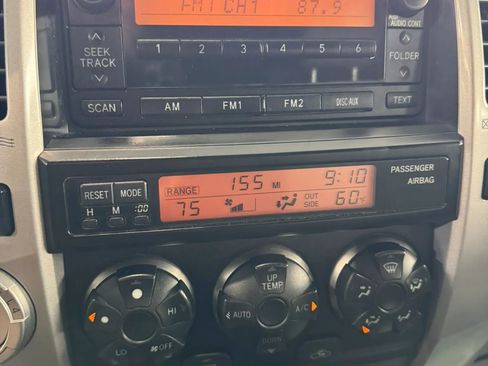 FM1 CH1 87.9
PUSH AUDIO CONT
SEEK TRACK
1 2 3 4 5 6
FOLDER
SCAN AM FM1 FM2 DISC·AUX TEXT
RESET MODE RANGE 155 MI 9:10 PASSENGER AIRBAG
H M :00 75 OUT SIDE 60°F
UP TEMP
HI AUTO A/C
LO OFF DOWN